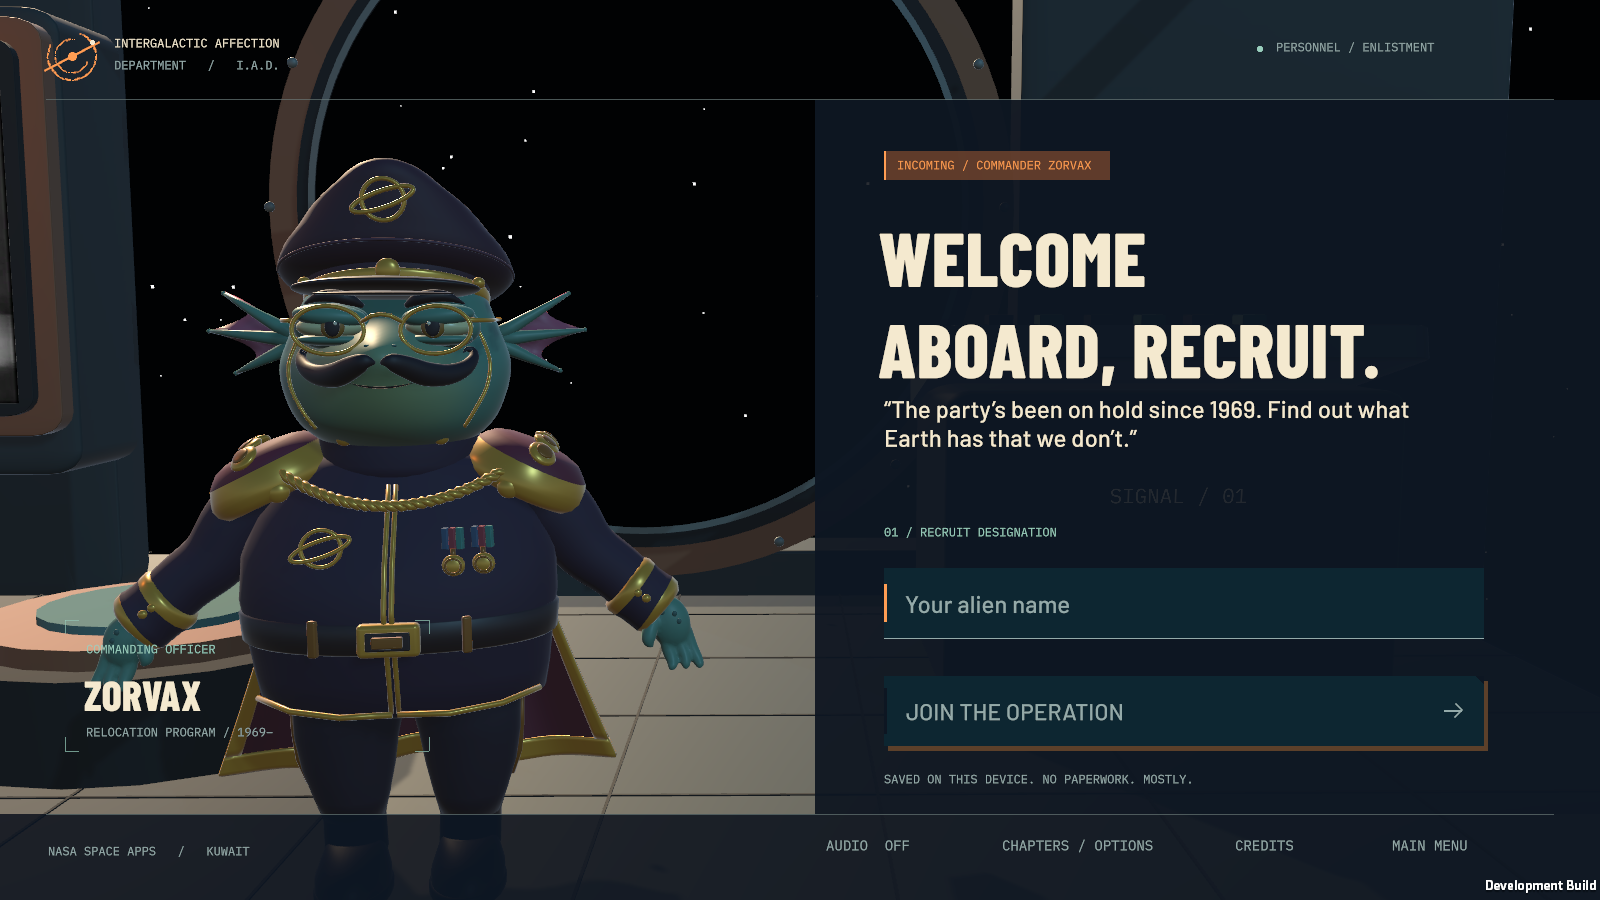 INTERGALACTIC AFFECTION
DEPARTMENT / I.A.D.
PERSONNEL / ENLISTMENT
INCOMING / COMMANDER ZORVAX
WELCOME
ABOARD, RECRUIT.
“The party’s been on hold since 1969. Find out what
Earth has that we don’t.”
SIGNAL / 01
01 / RECRUIT DESIGNATION
Your alien name
COMMANDING OFFICER
ZORVAX
RELOCATION PROGRAM / 1969–
JOIN THE OPERATION →
SAVED ON THIS DEVICE. NO PAPERWORK. MOSTLY.
NASA SPACE APPS / KUWAIT
AUDIO OFF
CHAPTERS / OPTIONS
CREDITS
MAIN MENU
Development Build